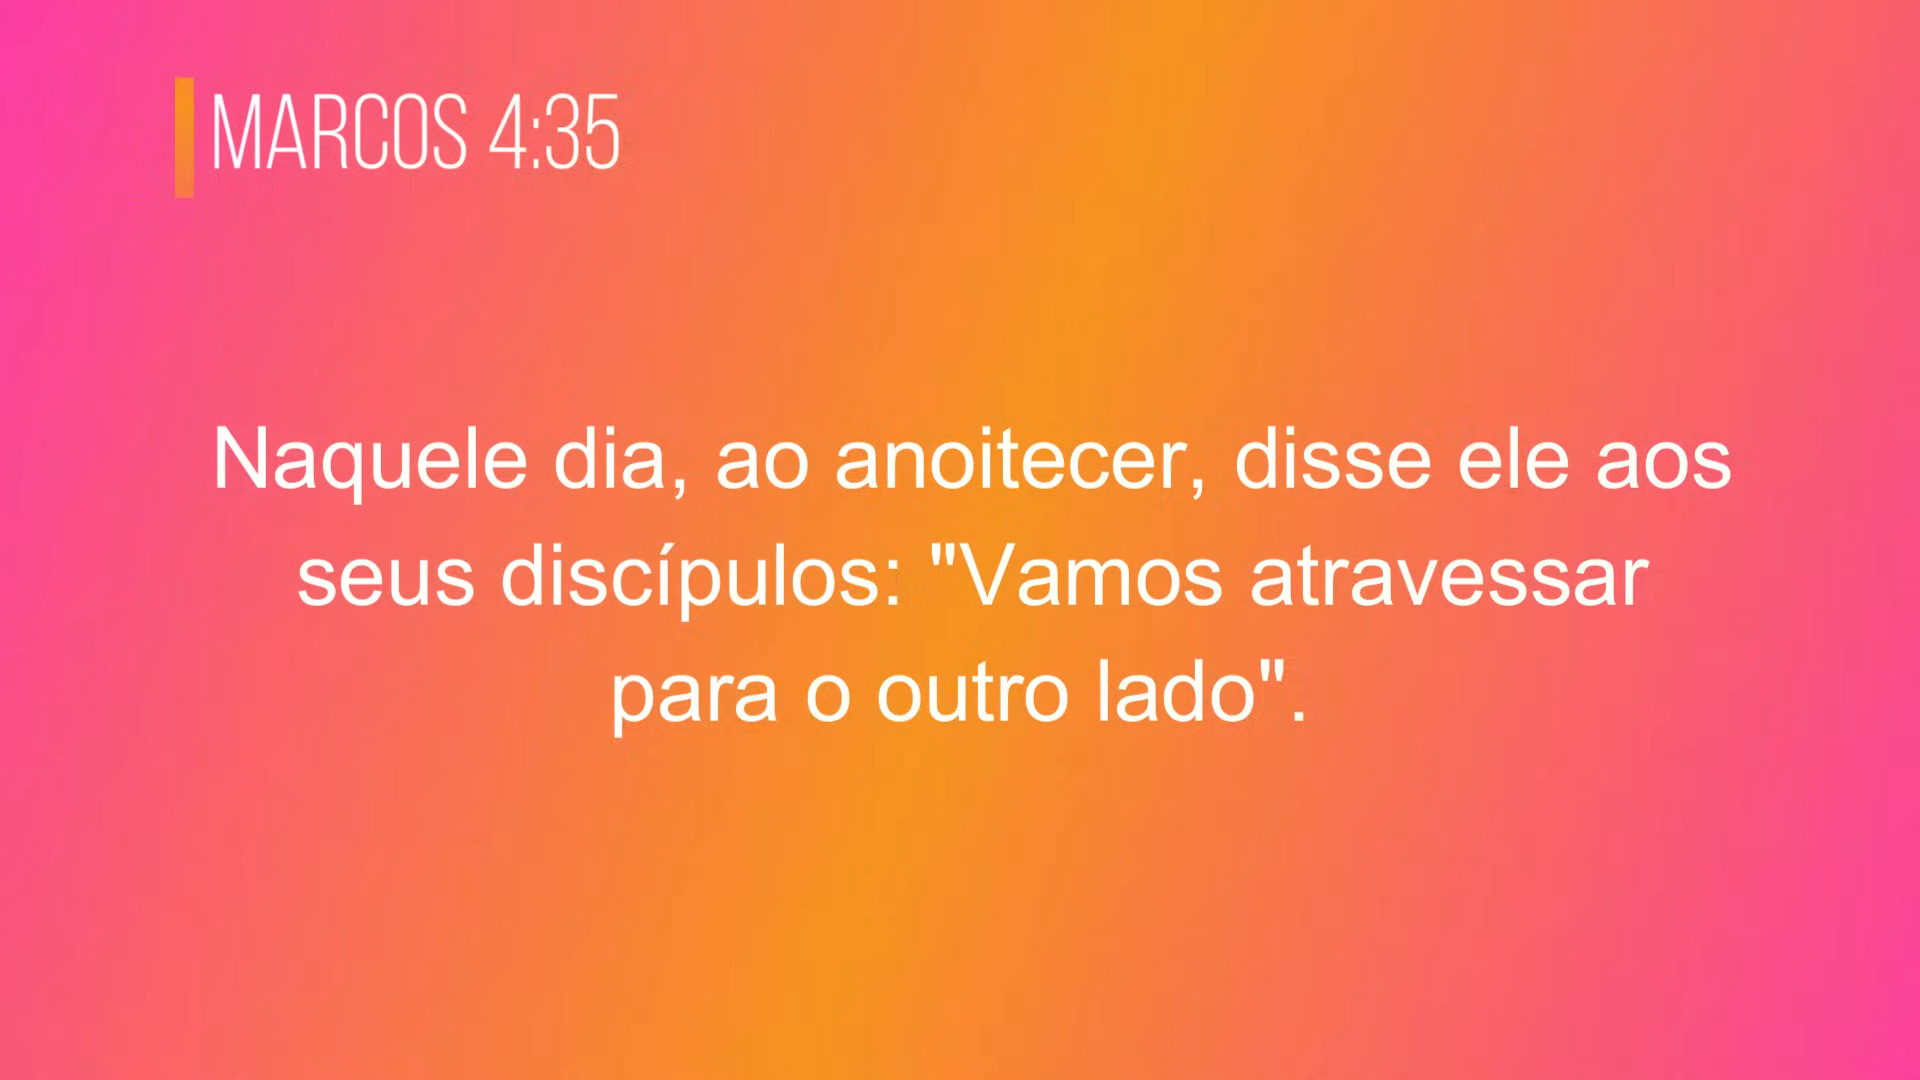 MARCOS 4:35
Naquele dia, ao anoitecer, disse ele aos
seus discípulos: "Vamos atravessar
para o outro lado".